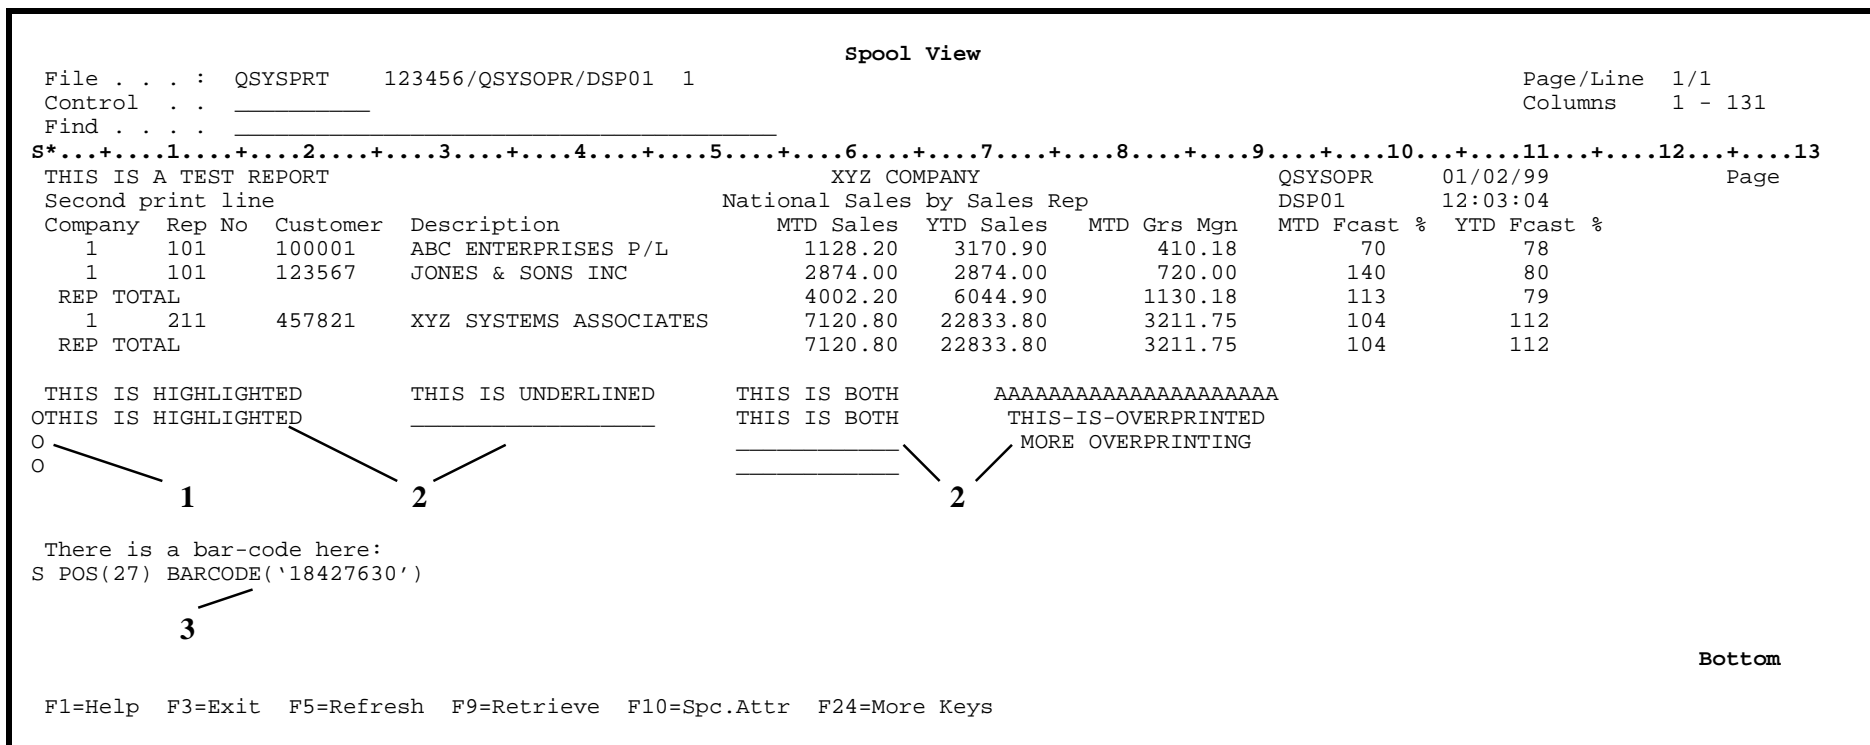 Spool View
File . . . :  QSYSPRT    123456/QSYSOPR/DSP01  1    Page/Line  1/1
Control  . .  __________    Columns    1 - 131
Find . . . .  ________________________________________
S*...+....1....+....2....+....3....+....4....+....5....+....6....+....7....+....8....+....9....+....10...+....11...+....12...+....13
THIS IS A TEST REPORT    XYZ COMPANY    QSYSOPR    01/02/99    Page
Second print line    National Sales by Sales Rep    DSP01    12:03:04
Company  Rep No  Customer  Description    MTD Sales  YTD Sales   MTD Grs Mgn   MTD Fcast %  YTD Fcast %
1    101    100001    ABC ENTERPRISES P/L    1128.20    3170.90    410.18    70    78
1    101    123567    JONES & SONS INC    2874.00    2874.00    720.00    140    80
REP TOTAL    4002.20    6044.90    1130.18    113    79
1    211    457821    XYZ SYSTEMS ASSOCIATES    7120.80    22833.80    3211.75    104    112
REP TOTAL    7120.80    22833.80    3211.75    104    112
THIS IS HIGHLIGHTED    THIS IS UNDERLINED    THIS IS BOTH    AAAAAAAAAAAAAAAAAAAAA
OTHIS IS HIGHLIGHTED    __________________    THIS IS BOTH    THIS-IS-OVERPRINTED
O    ____________    MORE OVERPRINTING
O    ____________
1    2    2
There is a bar-code here:
S POS(27) BARCODE(‘18427630’)
3
Bottom
F1=Help  F3=Exit  F5=Refresh  F9=Retrieve  F10=Spc.Attr  F24=More Keys